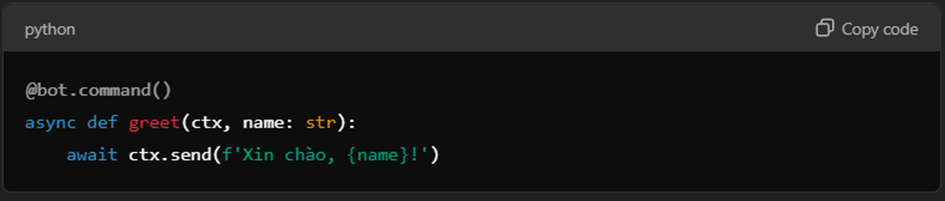 python
Copy code
@bot.command()
async def greet(ctx, name: str):
    await ctx.send(f'Xin chào, {name}!')